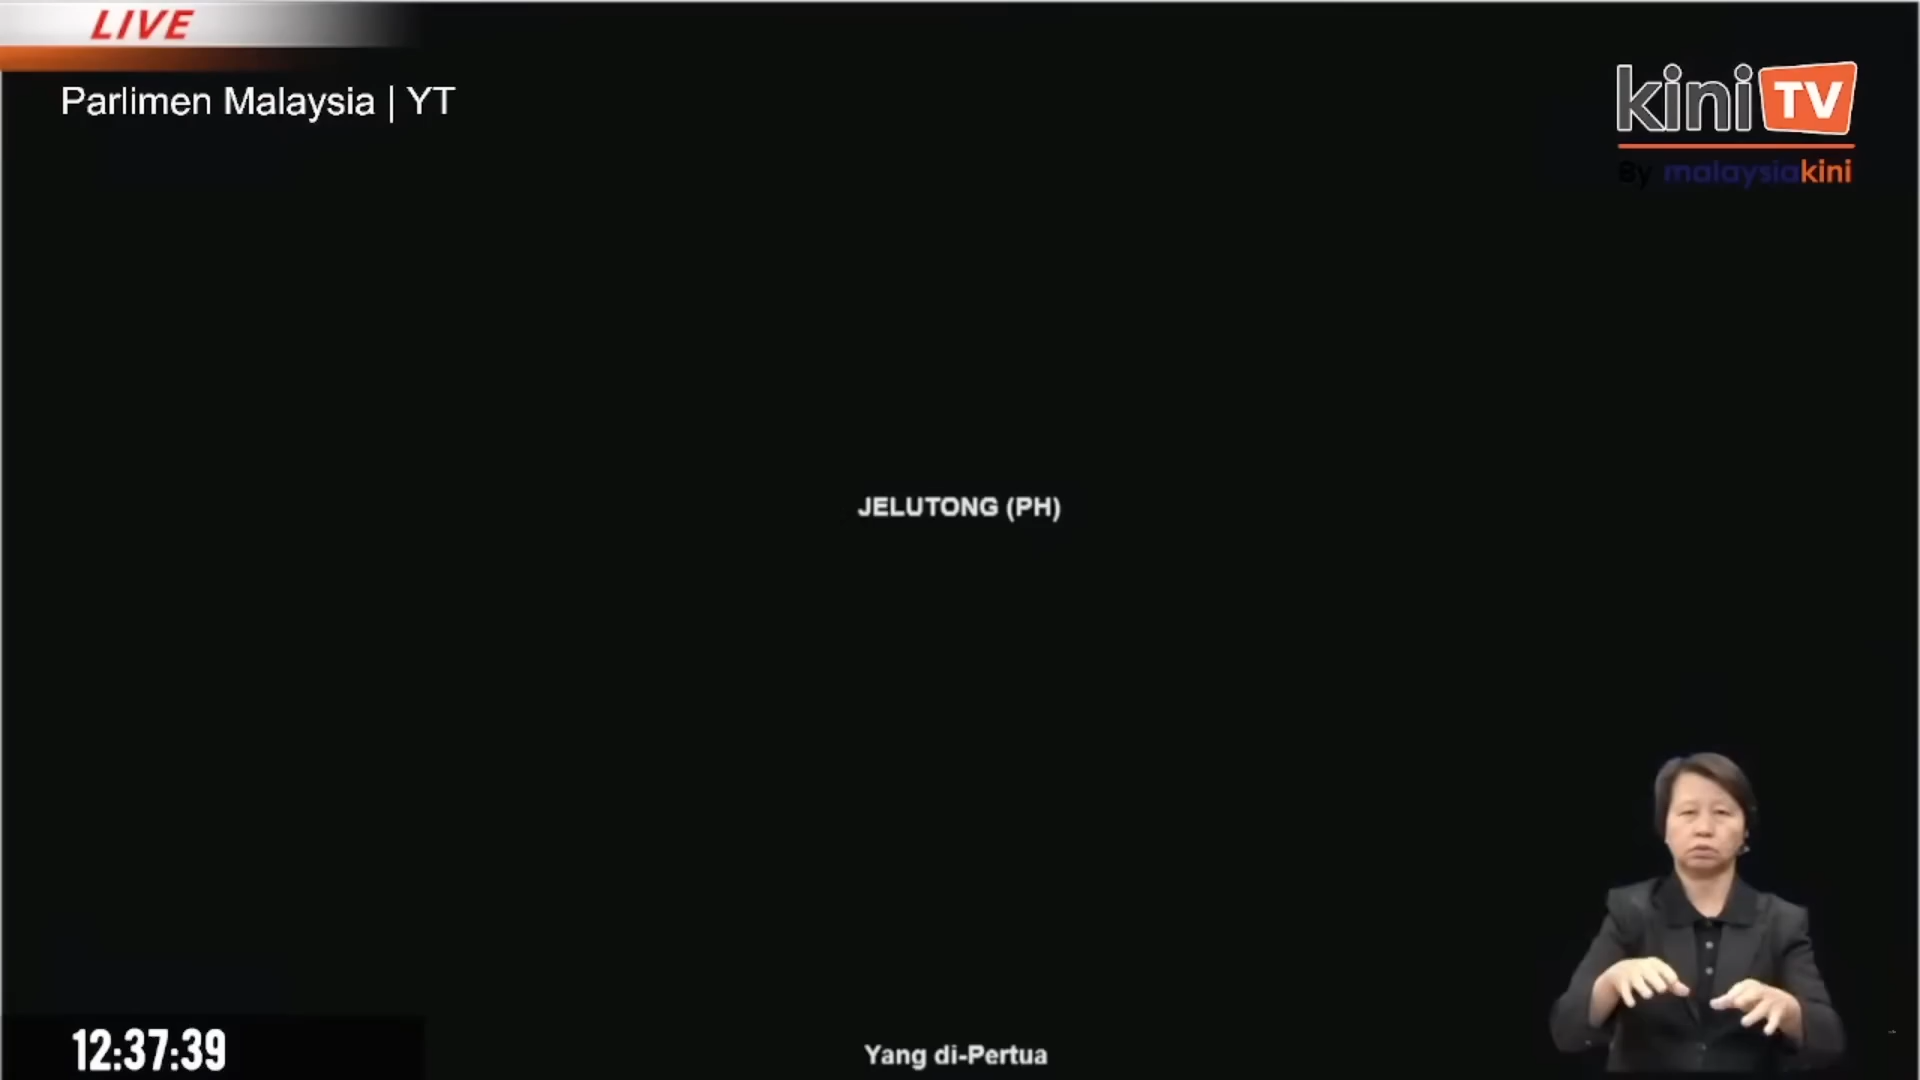 LIVE
Parlimen Malaysia | YT
kini TV
By malaysiakini
JELUTONG (PH)
12:37:39
Yang di-Pertua